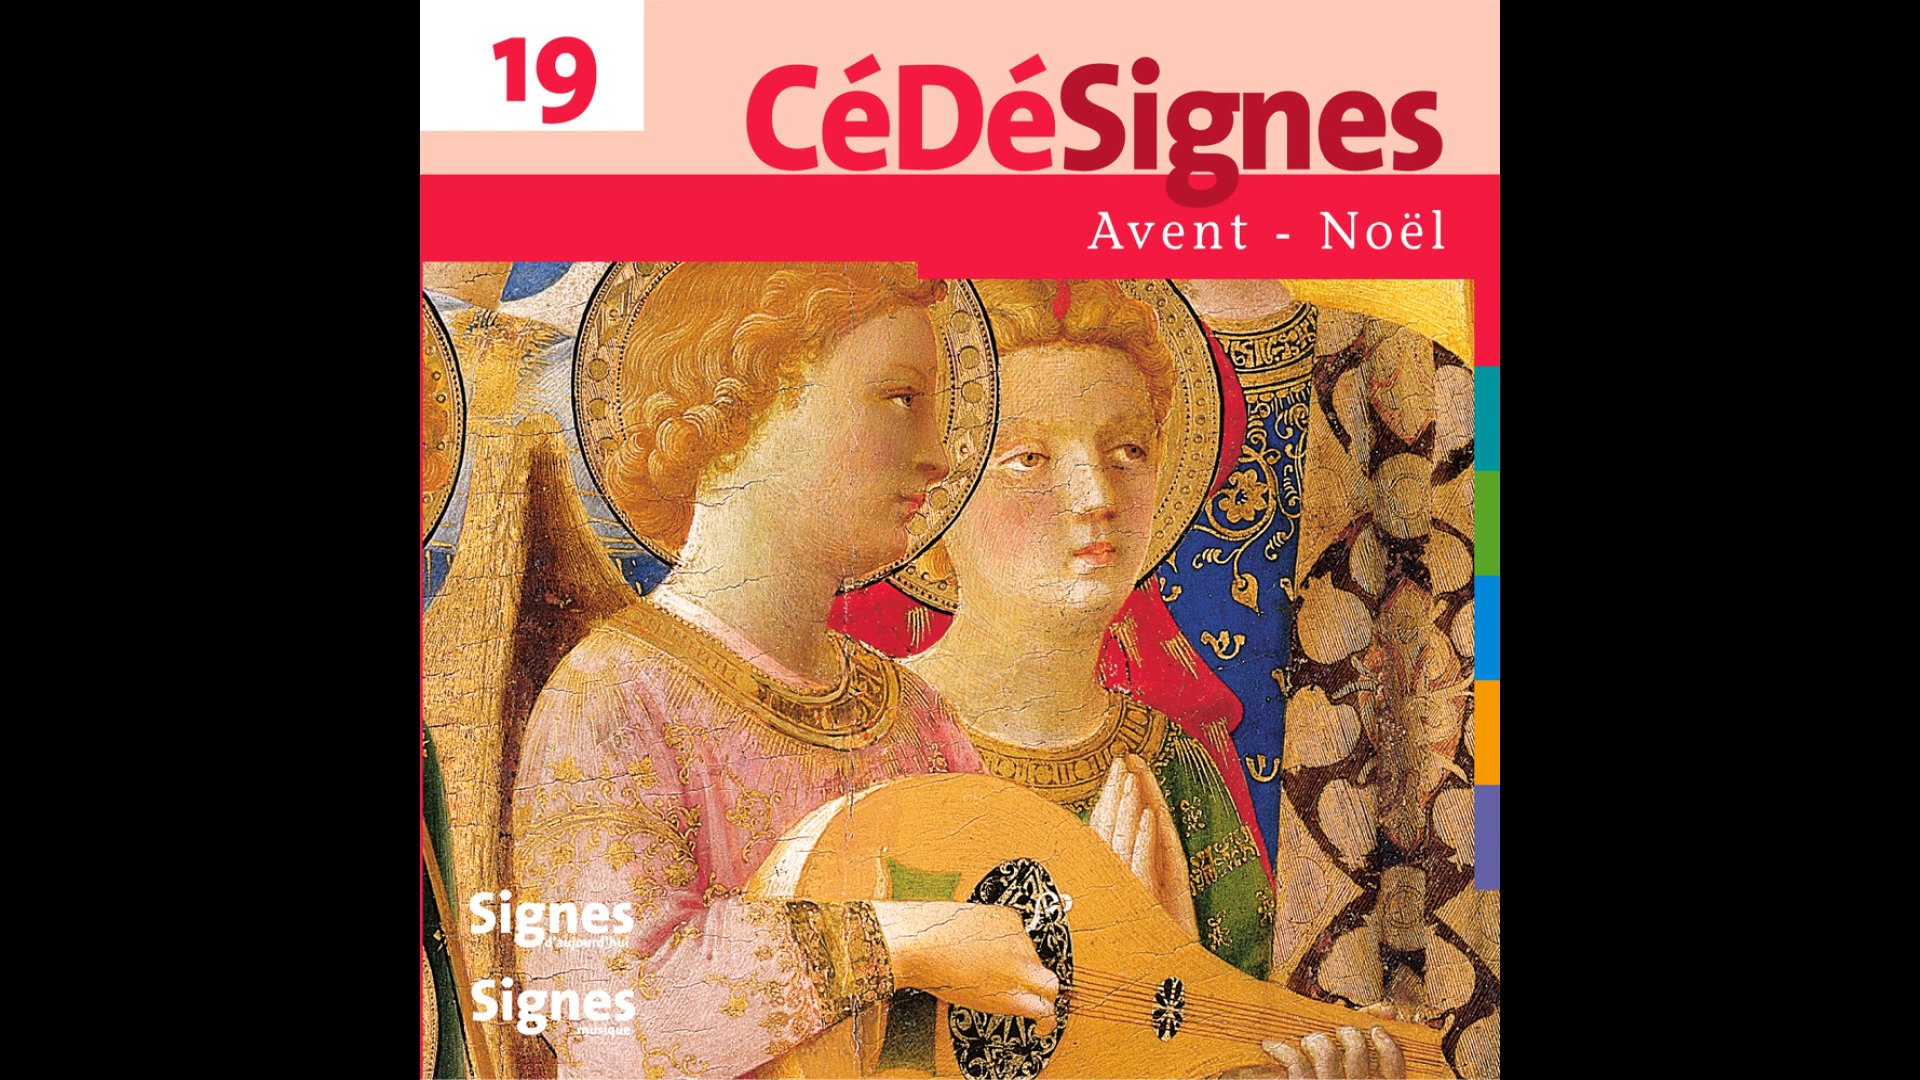 19
CéDéSignes
Avent - Noël
Signes
d'aujourd'hui
Signes
musique